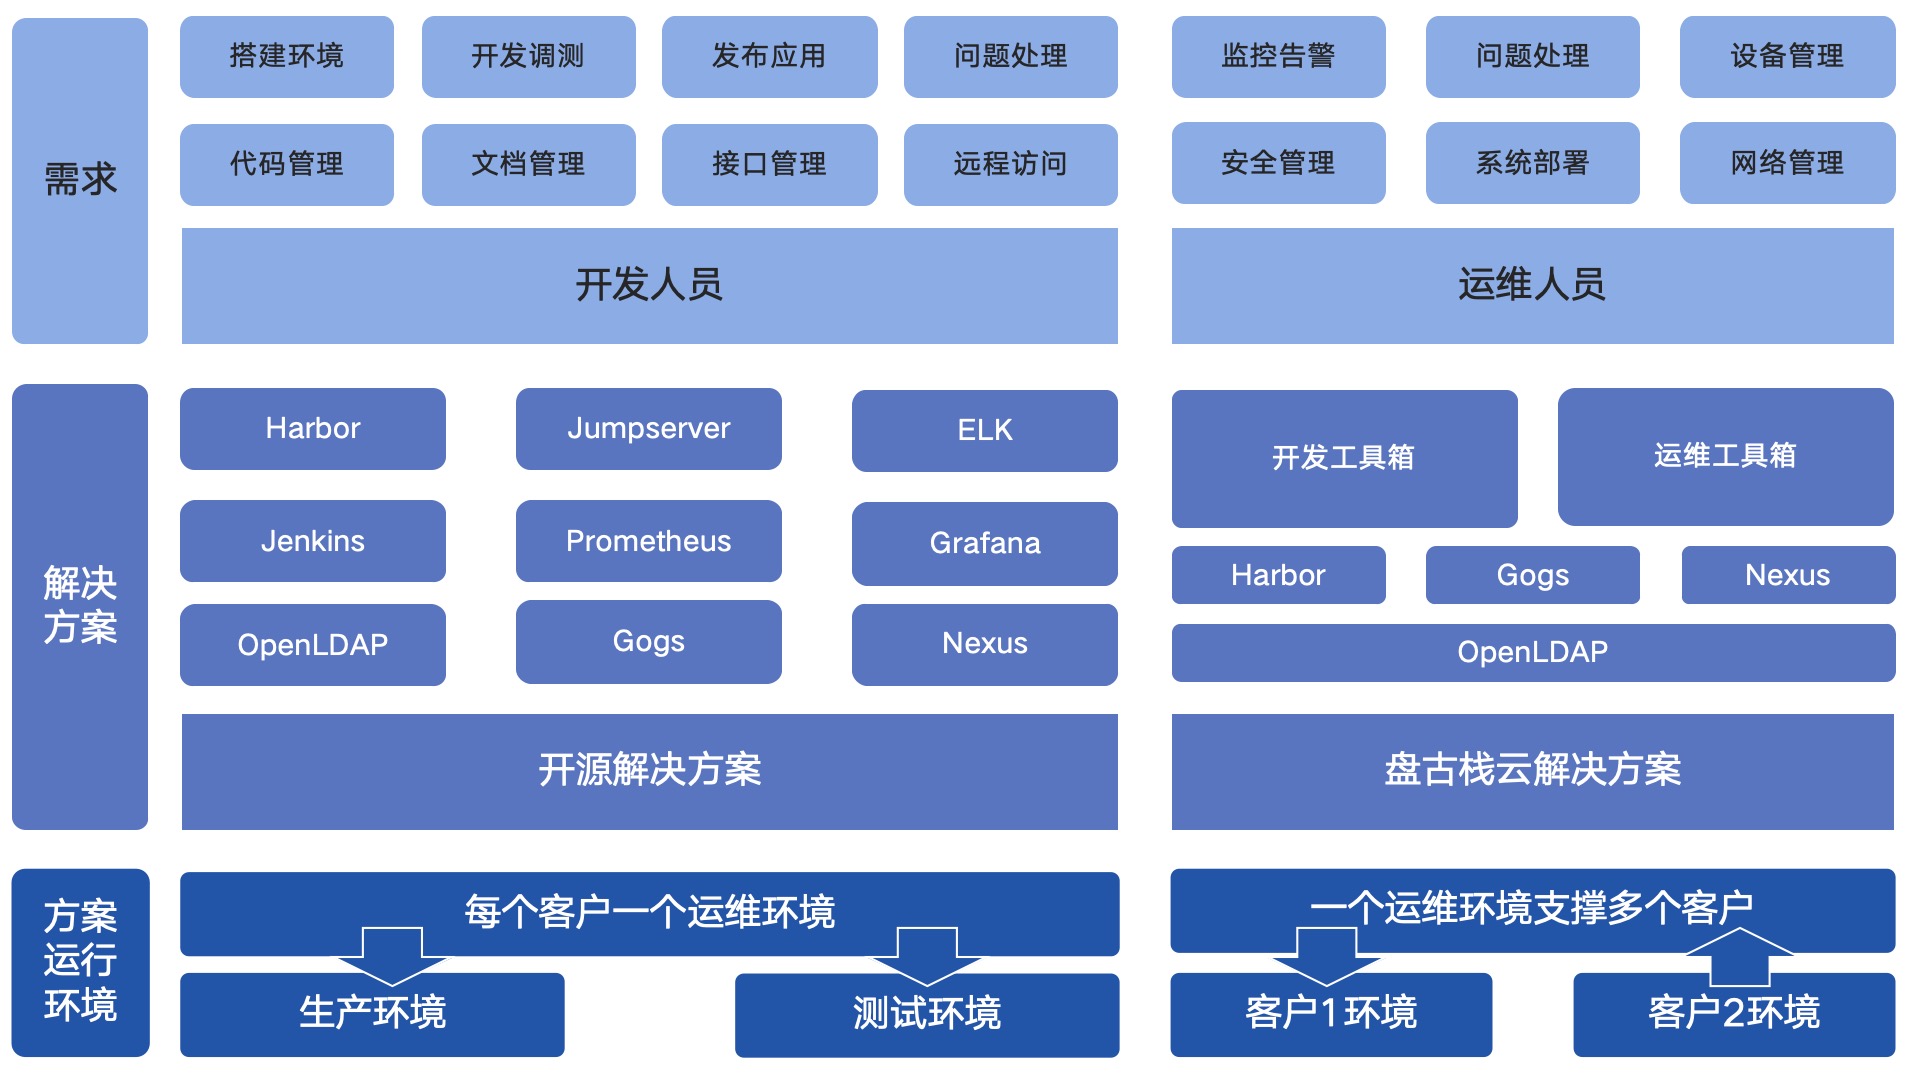 需求
搭建环境
开发调测
发布应用
问题处理
代码管理
文档管理
接口管理
远程访问
开发人员
监控告警
问题处理
设备管理
安全管理
系统部署
网络管理
运维人员
解决
方案
Harbor
Jumpserver
ELK
Jenkins
Prometheus
Grafana
OpenLDAP
Gogs
Nexus
开源解决方案
开发工具箱
运维工具箱
Harbor
Gogs
Nexus
OpenLDAP
盘古栈云解决方案
方案
运行
环境
每个客户一个运维环境
生产环境
测试环境
一个运维环境支撑多个客户
客户1环境
客户2环境